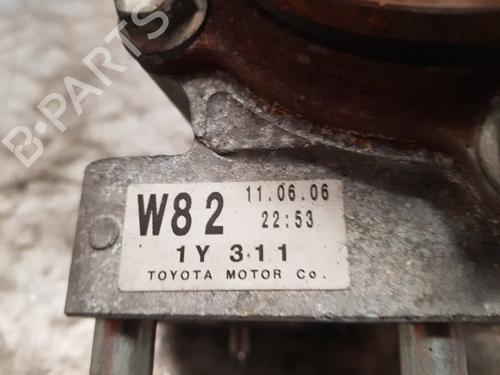 B-PARTS
W82 11.06.06
22:53
1Y 311
TOYOTA MOTOR Co.